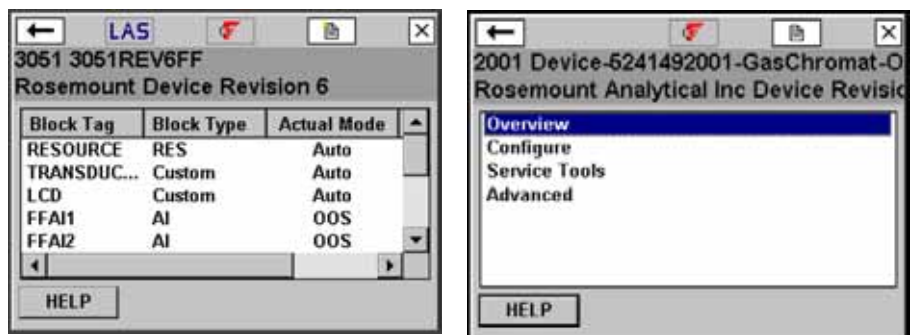 LAS
3051 3051REV6FF
Rosemount Device Revision 6
Block Tag Block Type Actual Mode
RESOURCE RES Auto
TRANSDUC... Custom Auto
LCD Custom Auto
FFAI1 AI OOS
FFAI2 AI OOS
HELP
2001 Device-5241492001-GasChromat-O
Rosemount Analytical Inc Device Revisio
Overview
Configure
Service Tools
Advanced
HELP